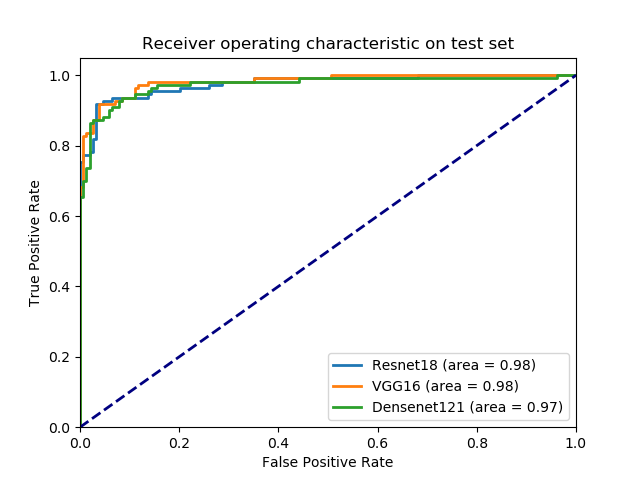 Receiver operating characteristic on test set
1.0
0.8
0.6
0.4
0.2
0.0
True Positive Rate
Resnet18 (area = 0.98)
VGG16 (area = 0.98)
Densenet121 (area = 0.97)
0.0 0.2 0.4 0.6 0.8 1.0
False Positive Rate